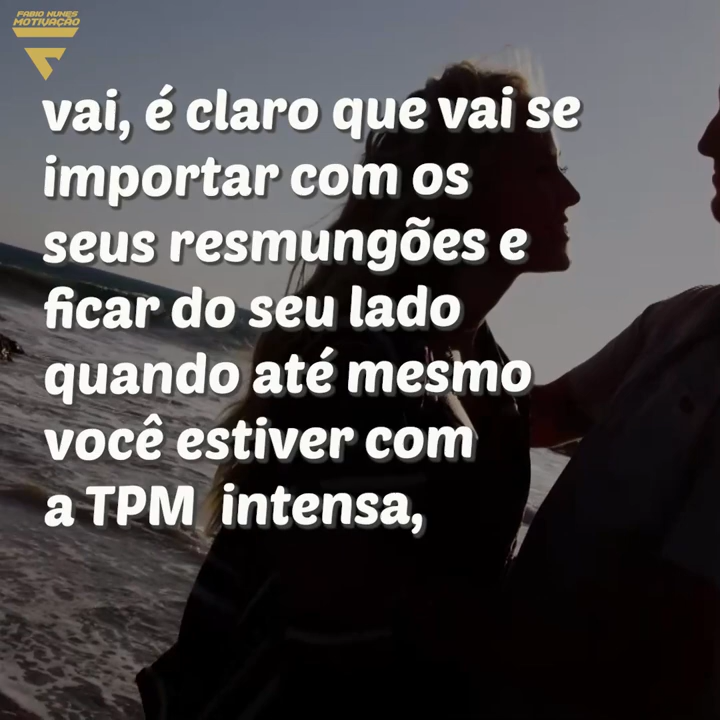 FABIO NUNES
MOTIVAÇÃO
vai, é claro que vai se
importar com os
seus resmungões e
ficar do seu lado
quando até mesmo
você estiver com
a TPM intensa,